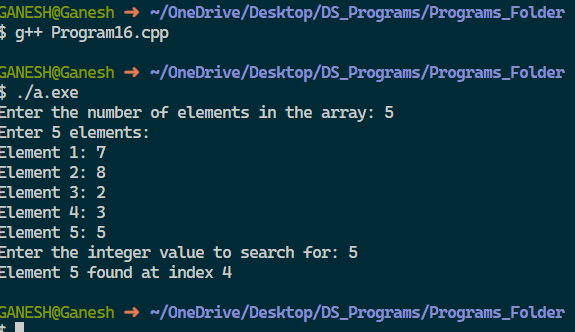 GANESH@Ganesh ➜ ~/OneDrive/Desktop/DS_Programs/Programs_Folder
$ g++ Program16.cpp
GANESH@Ganesh ➜ ~/OneDrive/Desktop/DS_Programs/Programs_Folder
$ ./a.exe
Enter the number of elements in the array: 5
Enter 5 elements:
Element 1: 7
Element 2: 8
Element 3: 2
Element 4: 3
Element 5: 5
Enter the integer value to search for: 5
Element 5 found at index 4
GANESH@Ganesh ➜ ~/OneDrive/Desktop/DS_Programs/Programs_Folder
$